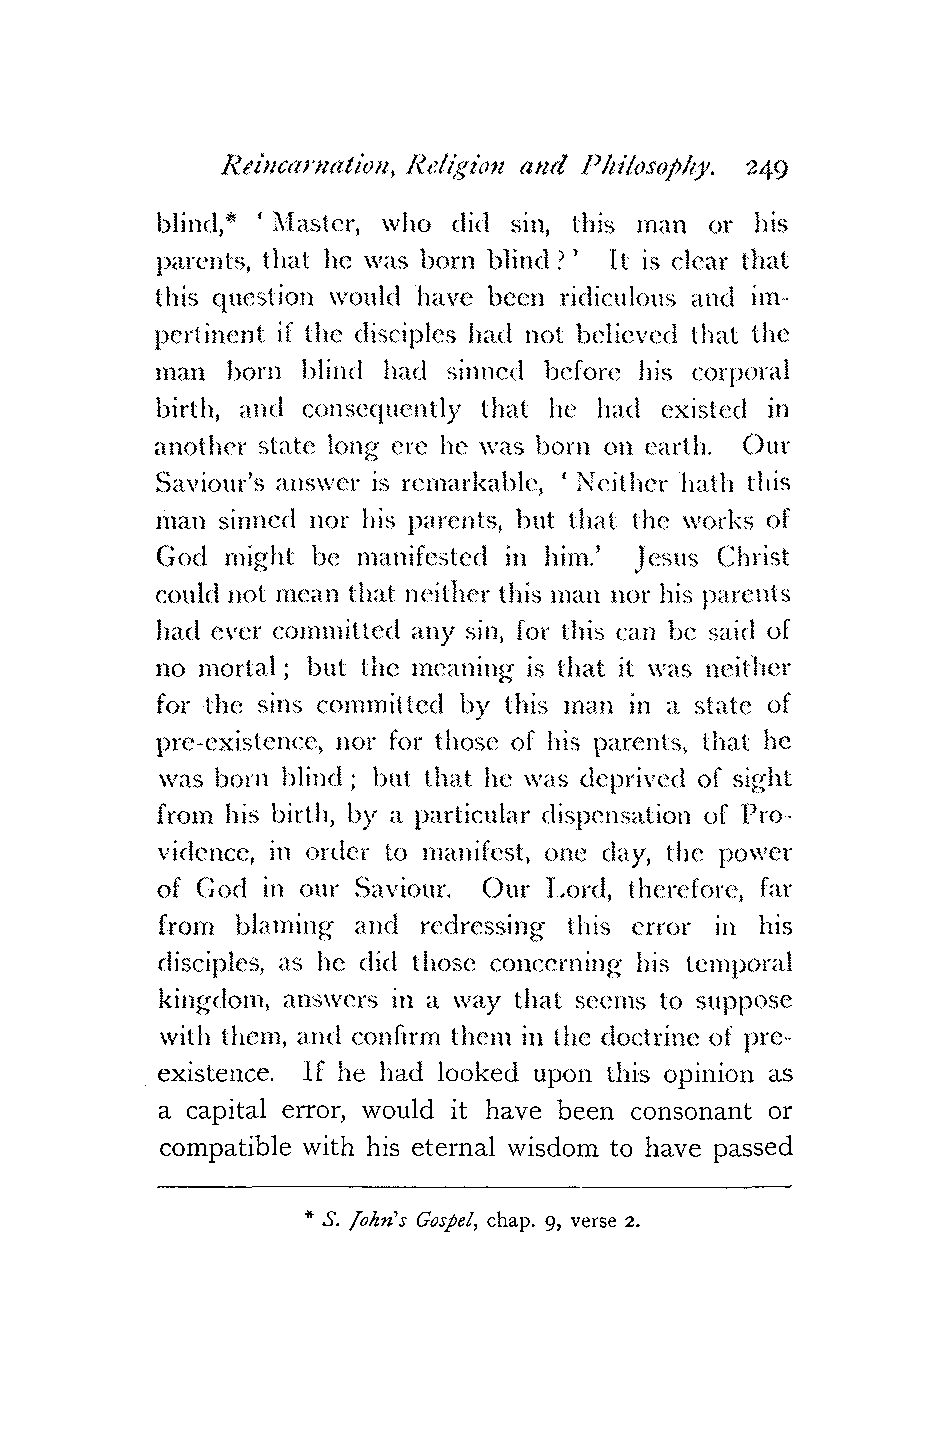 Reincarnation, Religion and Philosophy. 249
blind,* ‘ Master, who did sin, this man or his
parents, that he was born blind ? ’ It is clear that
this question would have been ridiculous and im-
pertinent if the disciples had not believed that the
man born blind had sinned before his corporal
birth, and consequently that he had existed in
another state long ere he was born on earth. Our
Saviour's answer is remarkable, ‘ Neither hath this
man sinned nor his parents, but that the works of
God might be manifested in him.’ Jesus Christ
could not mean that neither this man nor his parents
had ever committed any sin, for this can be said of
no mortal ; but the meaning is that it was neither
for the sins committed by this man in a state of
pre-existence, nor for those of his parents, that he
was born blind ; but that he was deprived of sight
from his birth, by a particular dispensation of Pro-
vidence, in order to manifest, one day, the power
of God in our Saviour. Our Lord, therefore, far
from blaming and redressing this error in his
disciples, as he did those concerning his temporal
kingdom, answers in a way that seems to suppose
with them, and confirm them in the doctrine of pre-
existence. If he had looked upon this opinion as
a capital error, would it have been consonant or
compatible with his eternal wisdom to have passed
* S. John's Gospel, chap. 9, verse 2.